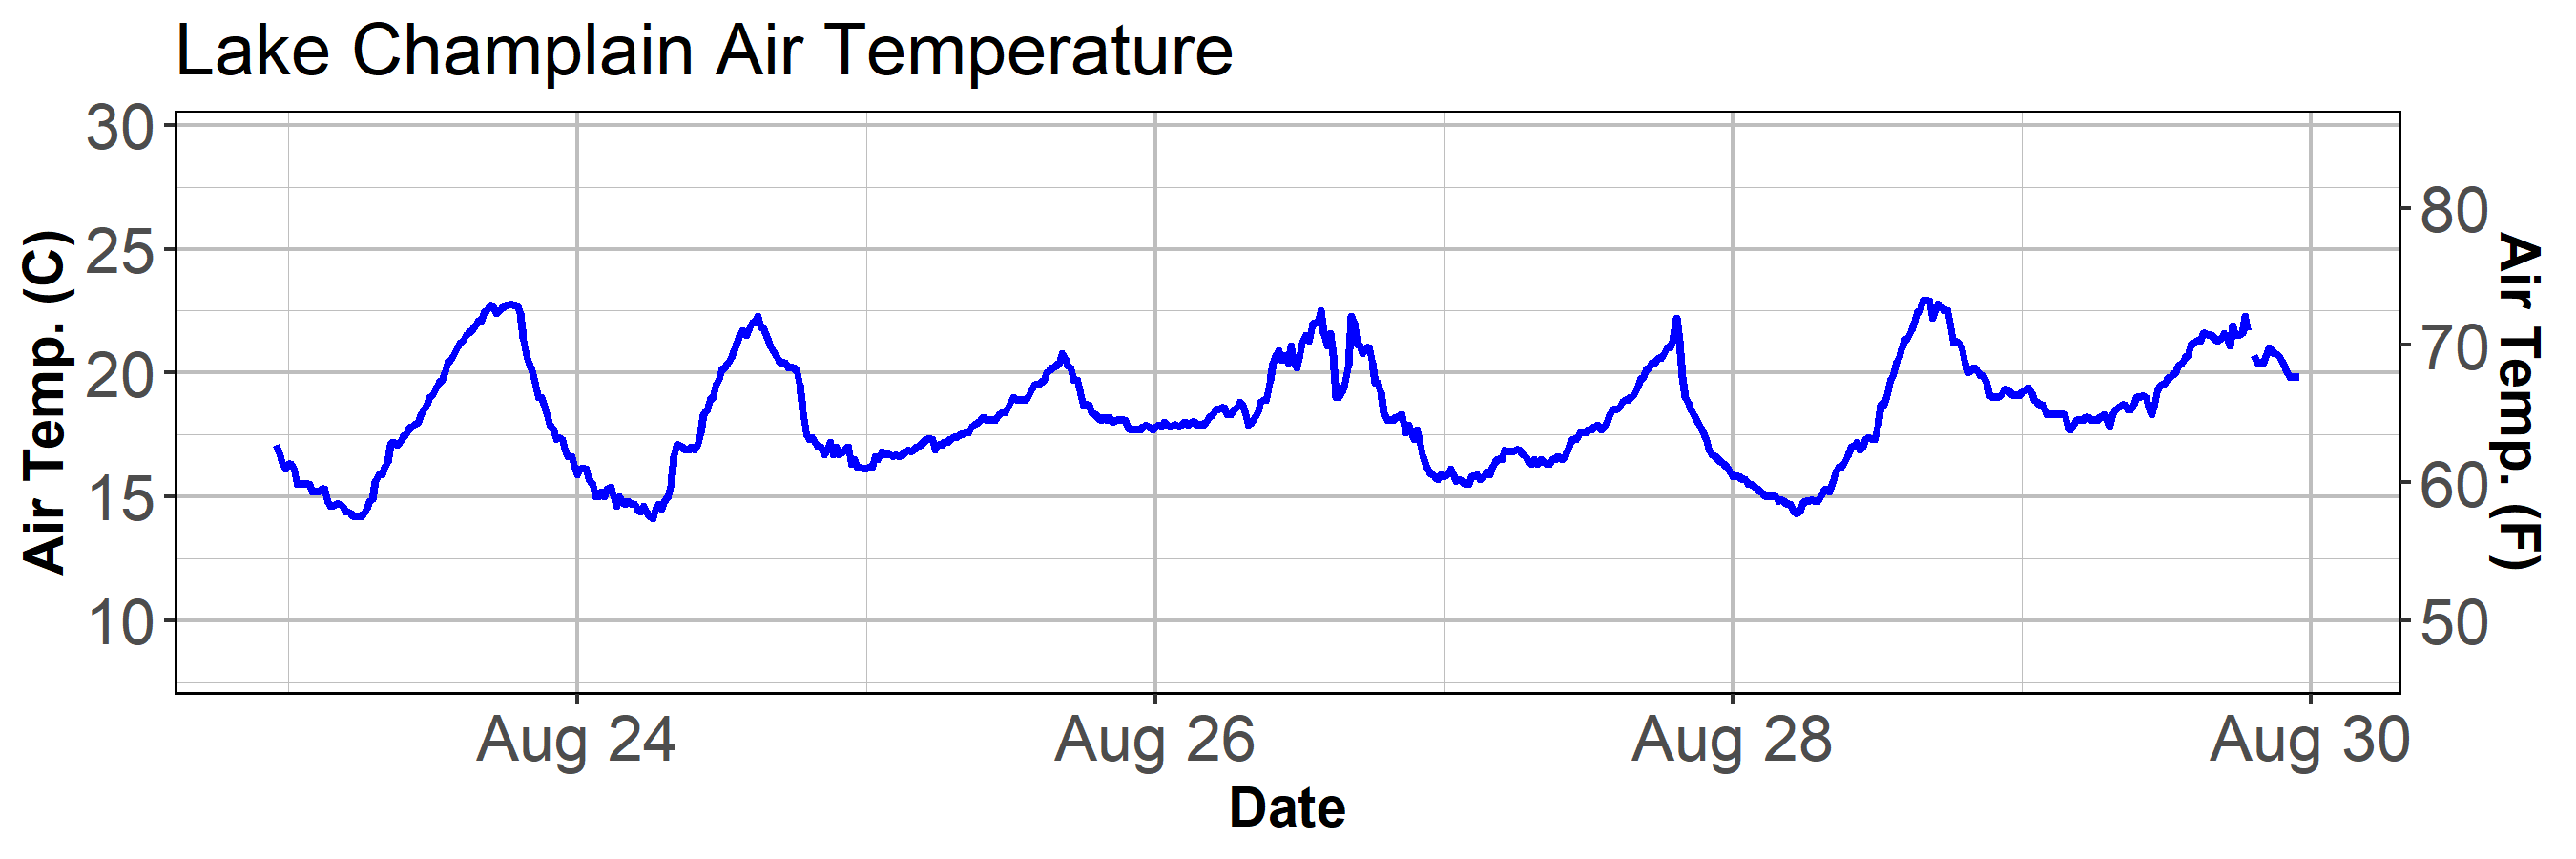 Lake Champlain Air Temperature
30
25
20
15
10
Air Temp. (C)
80
70
60
50
Air Temp. (F)
Aug 24
Aug 26
Aug 28
Aug 30
Date